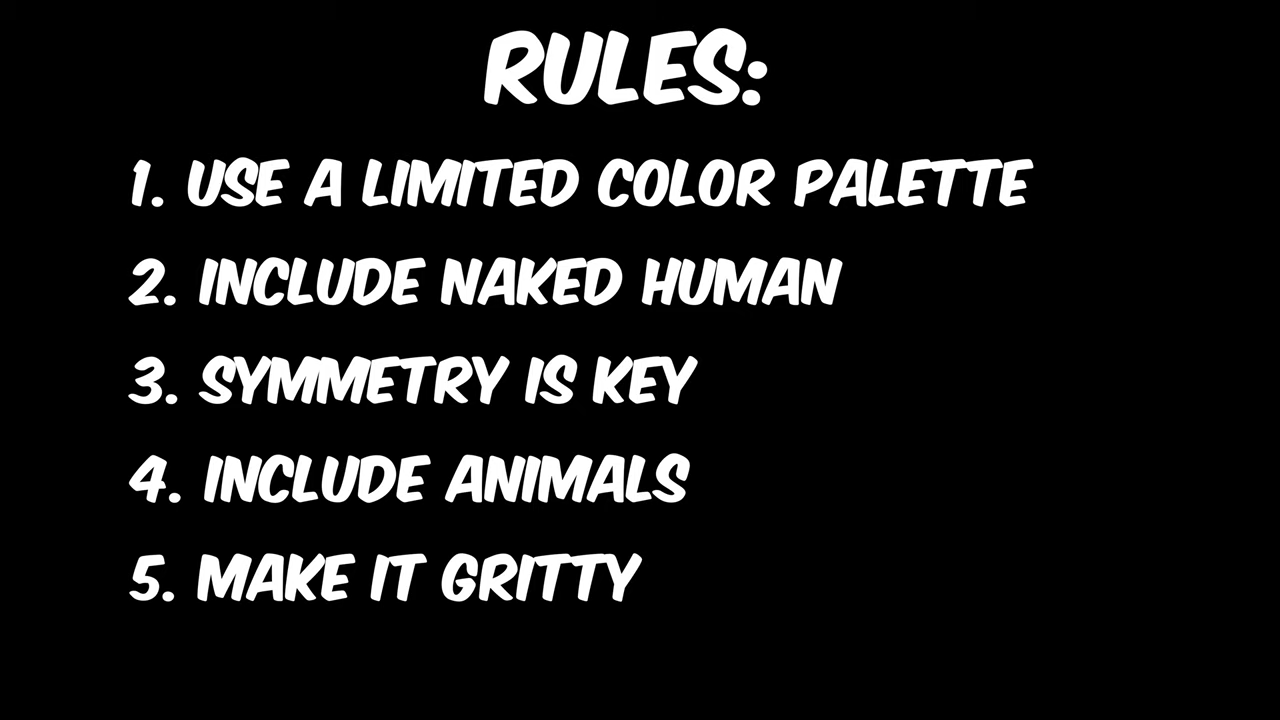 RULES:
1. USE A LIMITED COLOR PALETTE
2. INCLUDE NAKED HUMAN
3. SYMMETRY IS KEY
4. INCLUDE ANIMALS
5. MAKE IT GRITTY